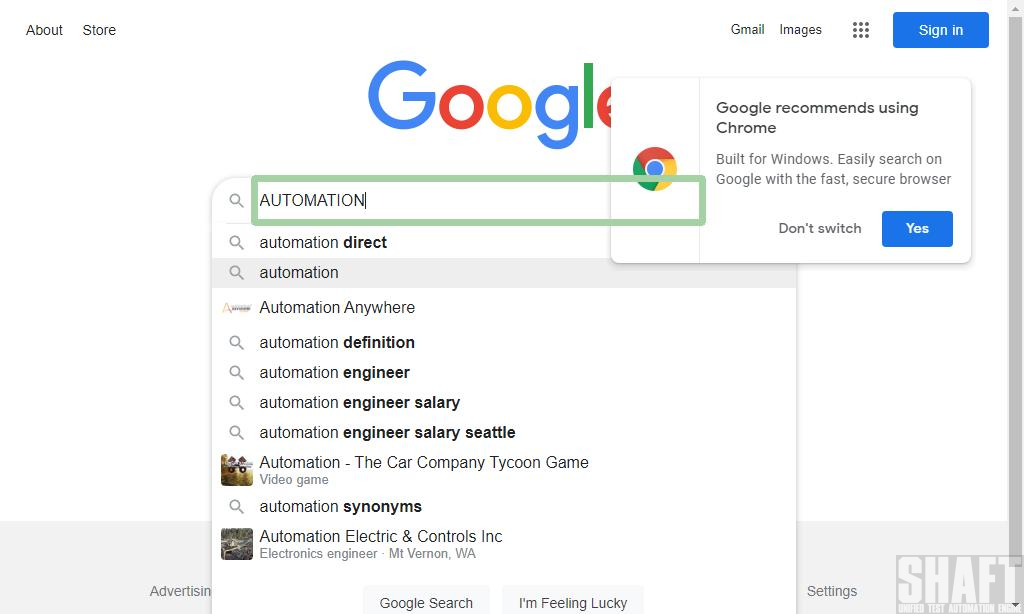 About Store
Gmail Images
Sign in
Google
Google recommends using
Chrome
Built for Windows. Easily search on
Google with the fast, secure browser
Don't switch
Yes
AUTOMATION
automation direct
automation
Automation Anywhere
automation definition
automation engineer
automation engineer salary
automation engineer salary seattle
Automation - The Car Company Tycoon Game
Video game
automation synonyms
Automation Electric & Controls Inc
Electronics engineer · Mt Vernon, WA
Google Search
I'm Feeling Lucky
Advertisin
Settings
SHAFT
UNIFIED TEST AUTOMATION